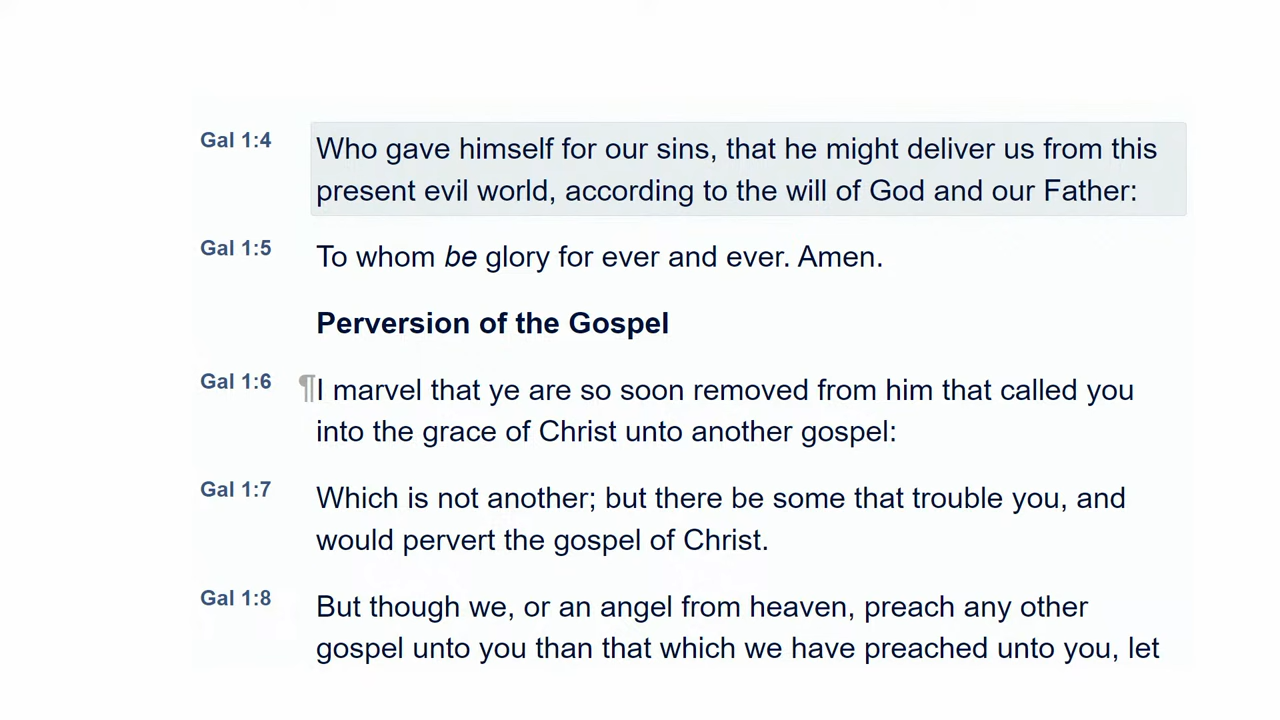 Gal 1:4 Who gave himself for our sins, that he might deliver us from this
present evil world, according to the will of God and our Father:
Gal 1:5 To whom be glory for ever and ever. Amen.
Perversion of the Gospel
Gal 1:6 ¶I marvel that ye are so soon removed from him that called you
into the grace of Christ unto another gospel:
Gal 1:7 Which is not another; but there be some that trouble you, and
would pervert the gospel of Christ.
Gal 1:8 But though we, or an angel from heaven, preach any other
gospel unto you than that which we have preached unto you, let